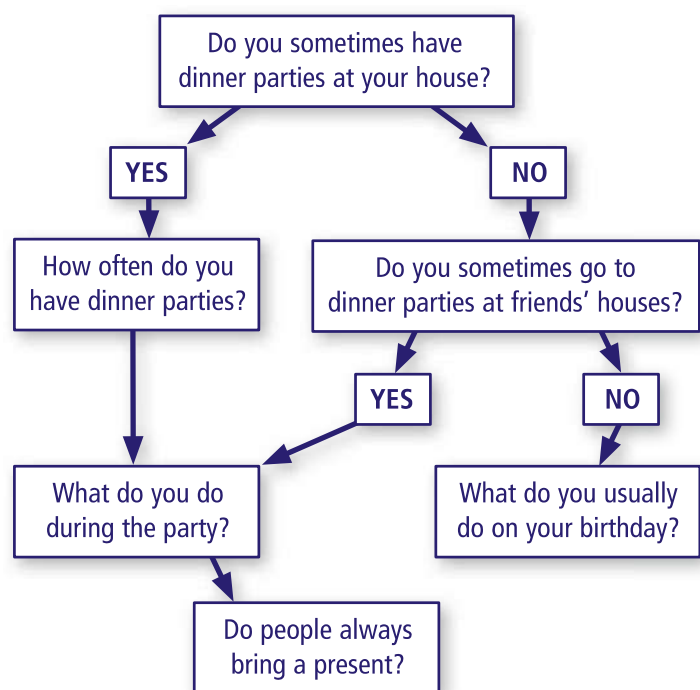 Do you sometimes have
dinner parties at your house?
YES
NO
How often do you
have dinner parties?
Do you sometimes go to
dinner parties at friends’ houses?
YES
NO
What do you do
during the party?
What do you usually
do on your birthday?
Do people always
bring a present?